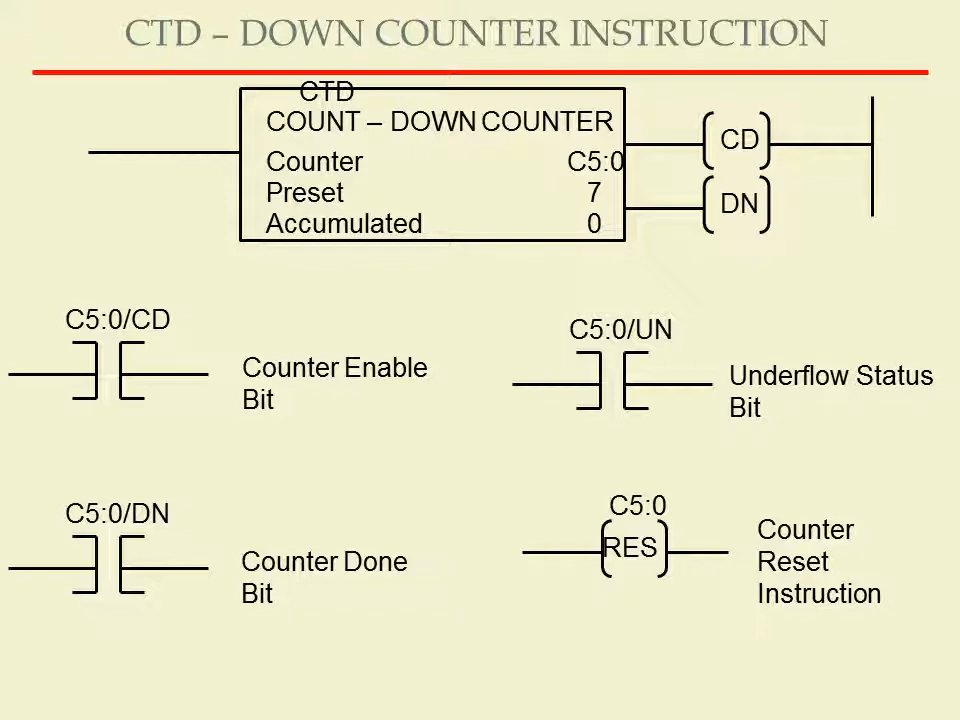 CTD – DOWN COUNTER INSTRUCTION
CTD
COUNT – DOWN COUNTER
Counter C5:0
Preset 7
Accumulated 0
CD
DN
C5:0/CD
Counter Enable
Bit
C5:0/UN
Underflow Status
Bit
C5:0/DN
Counter Done
Bit
C5:0
RES
Counter
Reset
Instruction